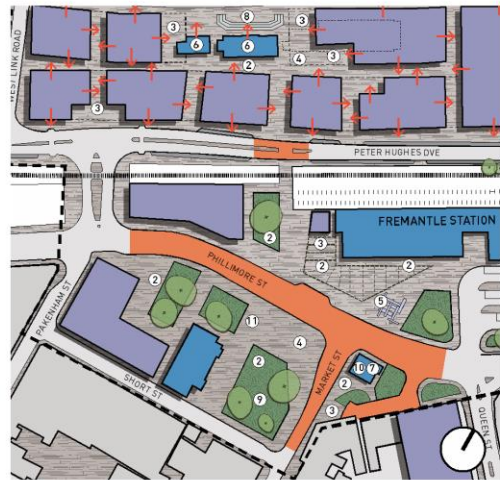 3
8
3
WEST LINK ROAD
6
6
3
2
4
3
PETER HUGHES DVE
FREMANTLE STATION
2
3
PHILLIMORE ST
2
2
2
5
PAKENHAM ST
11
4
MARKET ST
2
10 7
SHORT ST
2
9
3
QUEEN ST